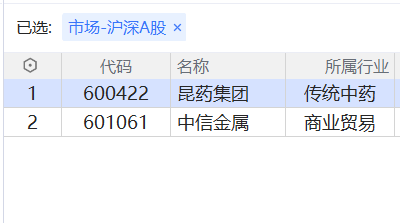 已选: 市场-沪深A股 ×
代码 名称 所属行业
1 600422 昆药集团 传统中药
2 601061 中信金属 商业贸易